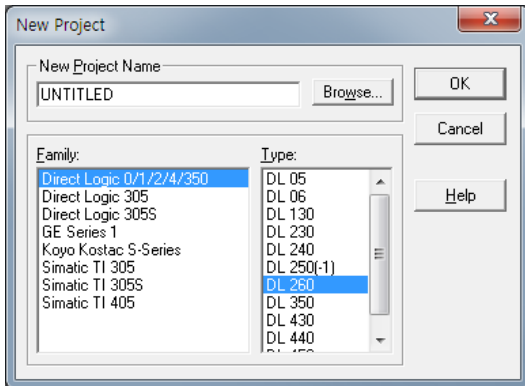 New Project
New Project Name
UNTITLED
Browse...
OK
Cancel
Help
Family:
Direct Logic 0/1/2/4/350
Direct Logic 305
Direct Logic 305S
GE Series 1
Koyo Kostac S-Series
Simatic TI 305
Simatic TI 305S
Simatic TI 405
Type:
DL 05
DL 06
DL 130
DL 230
DL 240
DL 250(-1)
DL 260
DL 350
DL 430
DL 440